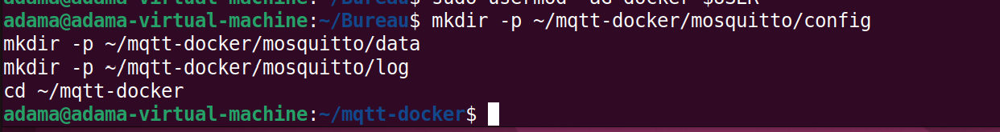 adama@adama-virtual-machine:~/Bureau$ sudo usermod -aG docker $USER
adama@adama-virtual-machine:~/Bureau$ mkdir -p ~/mqtt-docker/mosquitto/config
mkdir -p ~/mqtt-docker/mosquitto/data
mkdir -p ~/mqtt-docker/mosquitto/log
cd ~/mqtt-docker
adama@adama-virtual-machine:~/mqtt-docker$